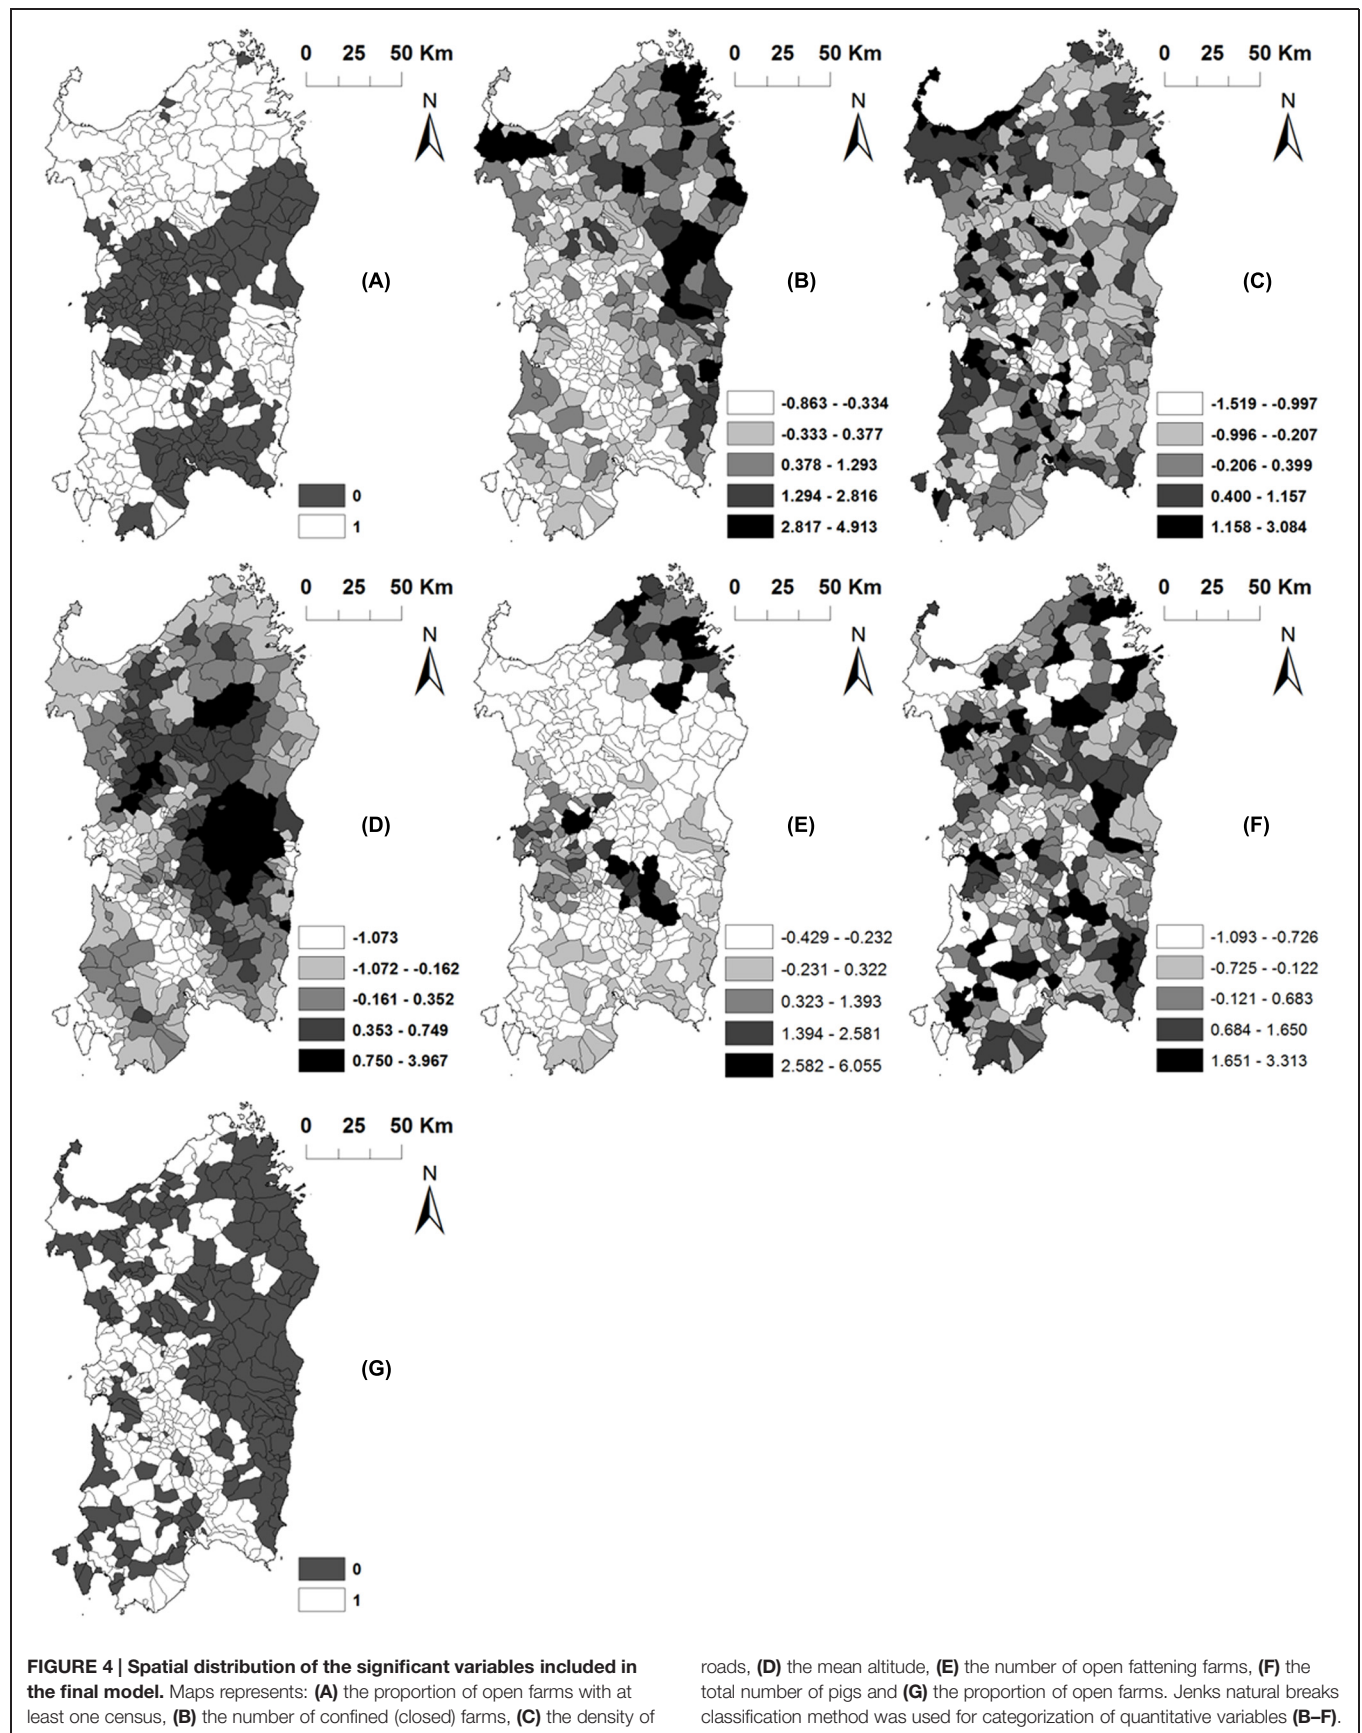 0 25 50 Km
N
(A)
0
1
0 25 50 Km
N
(B)
-0.863 - -0.334
-0.333 - 0.377
0.378 - 1.293
1.294 - 2.816
2.817 - 4.913
0 25 50 Km
N
(C)
-1.519 - -0.997
-0.996 - -0.207
-0.206 - 0.399
0.400 - 1.157
1.158 - 3.084
0 25 50 Km
N
(D)
-1.073
-1.072 - -0.162
-0.161 - 0.352
0.353 - 0.749
0.750 - 3.967
0 25 50 Km
N
(E)
-0.429 - -0.232
-0.231 - 0.322
0.323 - 1.393
1.394 - 2.581
2.582 - 6.055
0 25 50 Km
N
(F)
-1.093 - -0.726
-0.725 - -0.122
-0.121 - 0.683
0.684 - 1.650
1.651 - 3.313
0 25 50 Km
N
(G)
0
1
FIGURE 4 | Spatial distribution of the significant variables included in
the final model. Maps represents: (A) the proportion of open farms with at
least one census, (B) the number of confined (closed) farms, (C) the density of
roads, (D) the mean altitude, (E) the number of open fattening farms, (F) the
total number of pigs and (G) the proportion of open farms. Jenks natural breaks
classification method was used for categorization of quantitative variables (B–F).